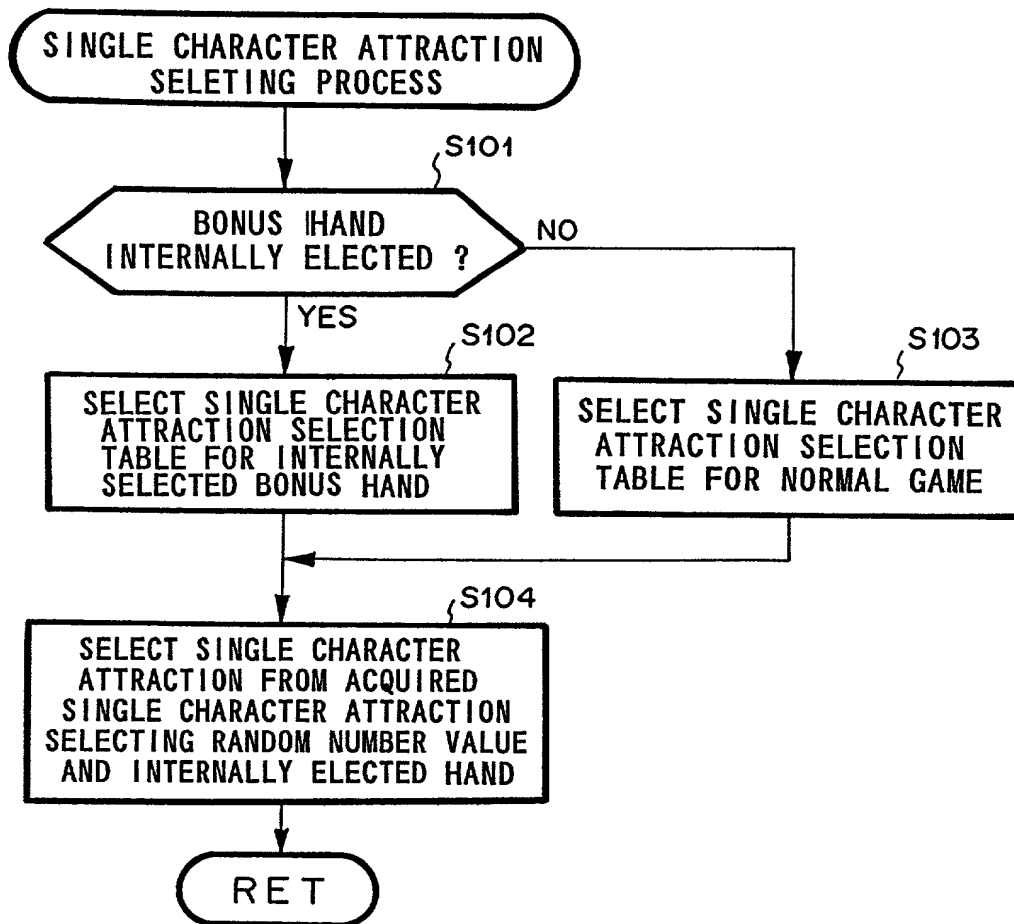 SINGLE CHARACTER ATTRACTION
SELETING PROCESS
S101
BONUS HAND
INTERNALLY ELECTED ?
NO
YES
S102
SELECT SINGLE CHARACTER
ATTRACTION SELECTION
TABLE FOR INTERNALLY
SELECTED BONUS HAND
S103
SELECT SINGLE CHARACTER
ATTRACTION SELECTION
TABLE FOR NORMAL GAME
S104
SELECT SINGLE CHARACTER
ATTRACTION FROM ACQUIRED
SINGLE CHARACTER ATTRACTION
SELECTING RANDOM NUMBER VALUE
AND INTERNALLY ELECTED HAND
RET